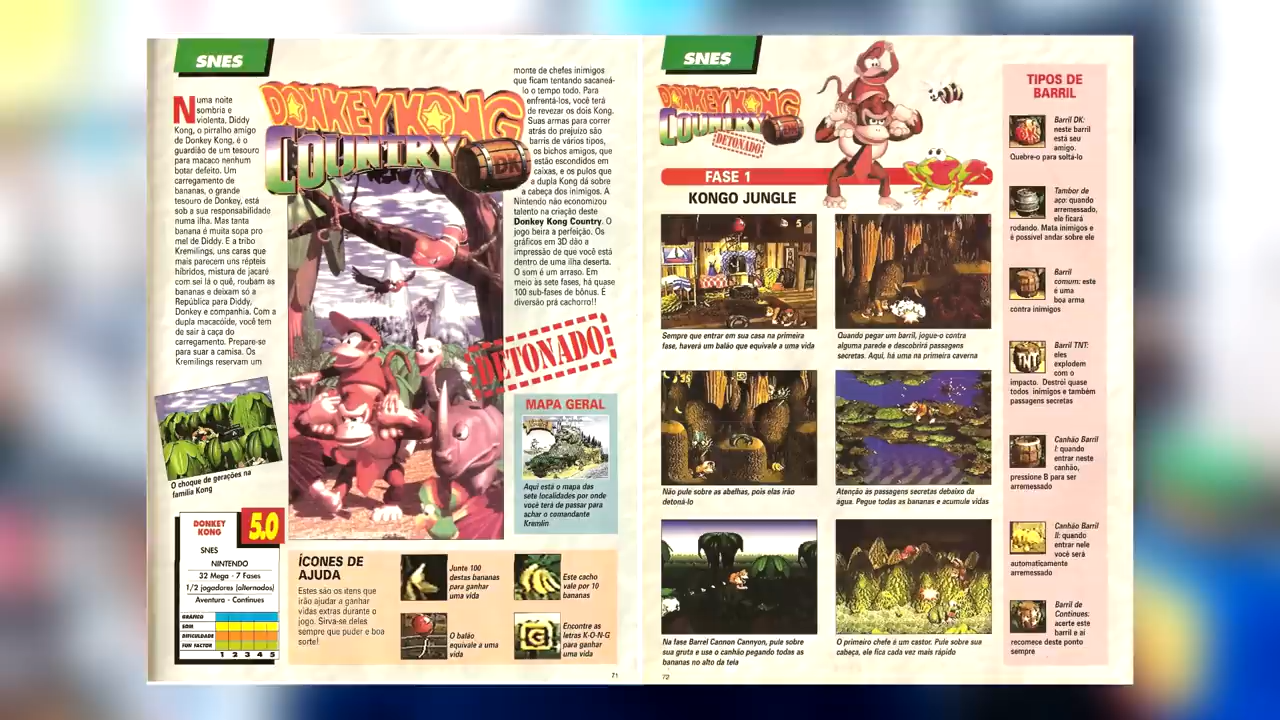 SNES
DONKEY KONG
COUNTRY
DK
Numa noite
sombria e
violenta, Diddy
Kong, o pirralho amigo
de Donkey Kong, é o
guardião de um tesouro
para macaco nenhum
botar defeito. Um
carregamento de
bananas, o grande
tesouro de Donkey, está
sob a sua responsabilidade
numa ilha. Mas tanta
banana é muita sopa pro
mel de Diddy. E a tribo
Kremilings, uns caras que
mais parecem uns répteis
híbridos, mistura de jacaré
com sei lá o quê, roubam as
bananas e deixam só a
República para Diddy,
Donkey e companhia. Com a
dupla macacóide, você tem
de sair à caça do
carregamento. Prepare-se
para suar a camisa. Os
Kremilings reservam um
monte de chefes inimigos
que ficam tentando sacaneá-
lo o tempo todo. Para
enfrentá-los, você terá
de revezar os dois Kong.
Suas armas para correr
atrás do prejuízo são
barris de vários tipos,
os bichos amigos, que
estão escondidos em
caixas, e os pulos que
a dupla Kong dá sobre
a cabeça dos inimigos. A
Nintendo não economizou
talento na criação deste
Donkey Kong Country. O
jogo beira a perfeição. Os
gráficos em 3D dão a
impressão de que você está
dentro de uma ilha deserta.
O som é um arraso. Em
meio às sete fases, há quase
100 sub-fases de bônus. É
diversão prá cachorro!!
DETONADO
O choque de gerações na
família Kong
MAPA GERAL
Aqui está o mapa das
sete localidades por onde
você terá de passar para
achar o comandante
Kremlin
DONKEY
KONG
5.0
SNES
NINTENDO
32 Mega - 7 Fases
1/2 jogadores (alternados)
Aventura - Continues
GRÁFICO
SOM
DIFICULDADE
FUN FACTOR
1 2 3 4 5
ÍCONES DE
AJUDA
Estes são os itens que
irão ajudar a ganhar
vidas extras durante o
jogo. Sirva-se deles
sempre que puder e boa
sorte!
Junte 100
destas bananas
para ganhar
uma vida
Este cacho
vale por 10
bananas
O balão
equivale a uma
vida
Encontre as
letras K-O-N-G
para ganhar
uma vida
71
SNES
DONKEY KONG
COUNTRY
DK
DETONADO
FASE 1
KONGO JUNGLE
Sempre que entrar em sua casa na primeira
fase, haverá um balão que equivale a uma vida
Quando pegar um barril, jogue-o contra
alguma parede e descobrirá passagens
secretas. Aqui, há uma na primeira caverna
Não pule sobre as abelhas, pois elas irão
detoná-lo
Atenção às passagens secretas debaixo da
água. Pegue todas as bananas e acumule vidas
Na fase Barrel Cannon Cannyon, pule sobre
sua gruta e use o canhão pegando todas as
bananas no alto da tela
O primeiro chefe é um castor. Pule sobre sua
cabeça, ele fica cada vez mais rápido
TIPOS DE
BARRIL
Barril DK:
neste barril
está seu
amigo.
Quebre-o para soltá-lo
Tambor de
aço: quando
arremessado,
ele ficará
rodando. Mata inimigos e
é possível andar sobre ele
Barril
comum: este
é uma
boa arma
contra inimigos
Barril TNT:
eles
explodem
com o
impacto. Destrói quase
todos inimigos e também
passagens secretas
Canhão Barril
I: quando
entrar neste
canhão,
pressione B para ser
arremessado
Canhão Barril
II: quando
entrar nele
você será
automaticamente
arremessado
Barril de
Continues:
acerte este
barril e aí
recomece deste ponto
sempre
72